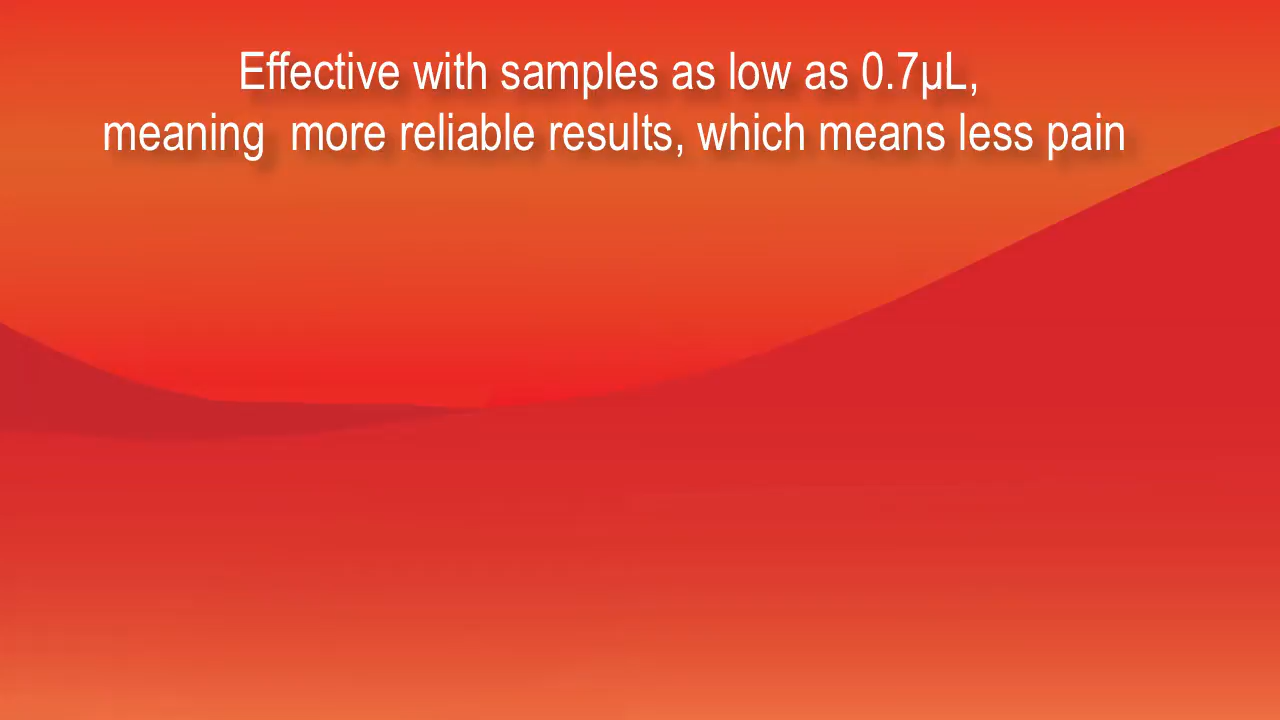 Effective with samples as low as 0.7µL,
meaning  more reliable results, which means less pain